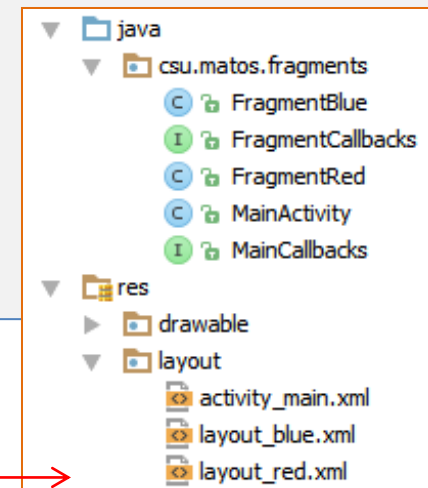 java
csu.matos.fragments
C FragmentBlue
I FragmentCallbacks
C FragmentRed
C MainActivity
I MainCallbacks
res
drawable
layout
activity_main.xml
layout_blue.xml
layout_red.xml